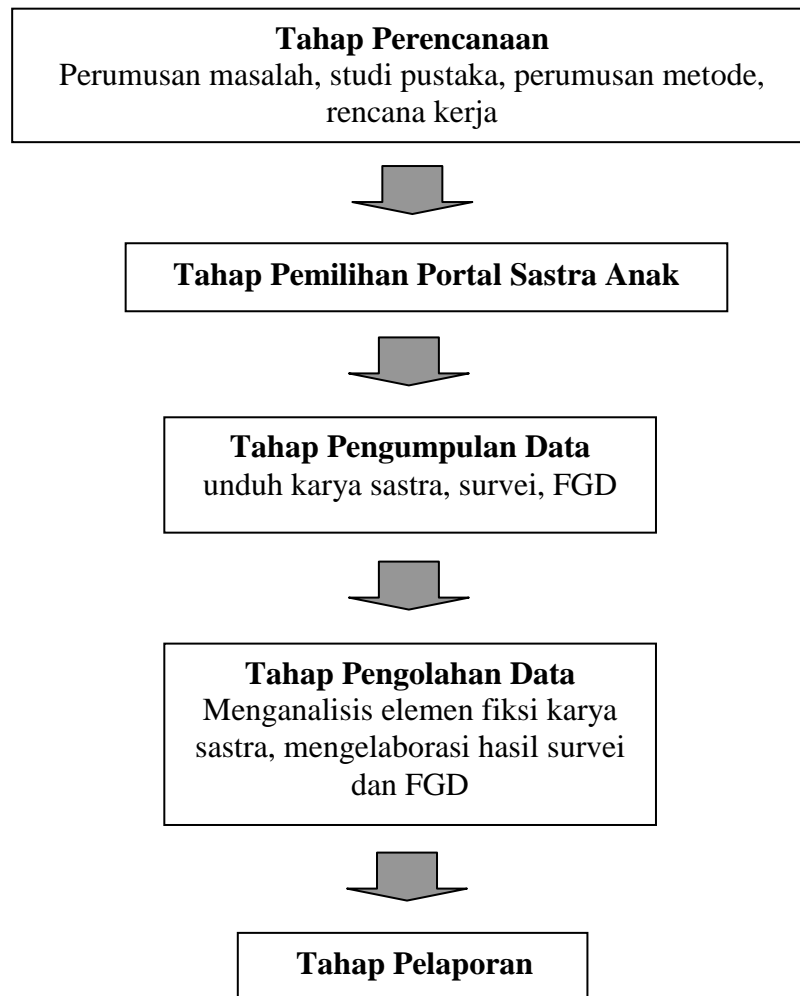 Tahap Perencanaan
Perumusan masalah, studi pustaka, perumusan metode,
rencana kerja
Tahap Pemilihan Portal Sastra Anak
Tahap Pengumpulan Data
unduh karya sastra, survei, FGD
Tahap Pengolahan Data
Menganalisis elemen fiksi karya
sastra, mengelaborasi hasil survei
dan FGD
Tahap Pelaporan